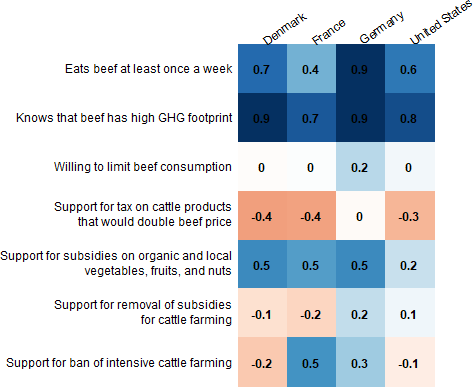 Denmark France Germany United States
Eats beef at least once a week 0.7 0.4 0.9 0.6
Knows that beef has high GHG footprint 0.9 0.7 0.9 0.8
Willing to limit beef consumption 0 0 0.2 0
Support for tax on cattle products
that would double beef price -0.4 -0.4 0 -0.3
Support for subsidies on organic and local
vegetables, fruits, and nuts 0.5 0.5 0.5 0.2
Support for removal of subsidies
for cattle farming -0.1 -0.2 0.2 0.1
Support for ban of intensive cattle farming -0.2 0.5 0.3 -0.1